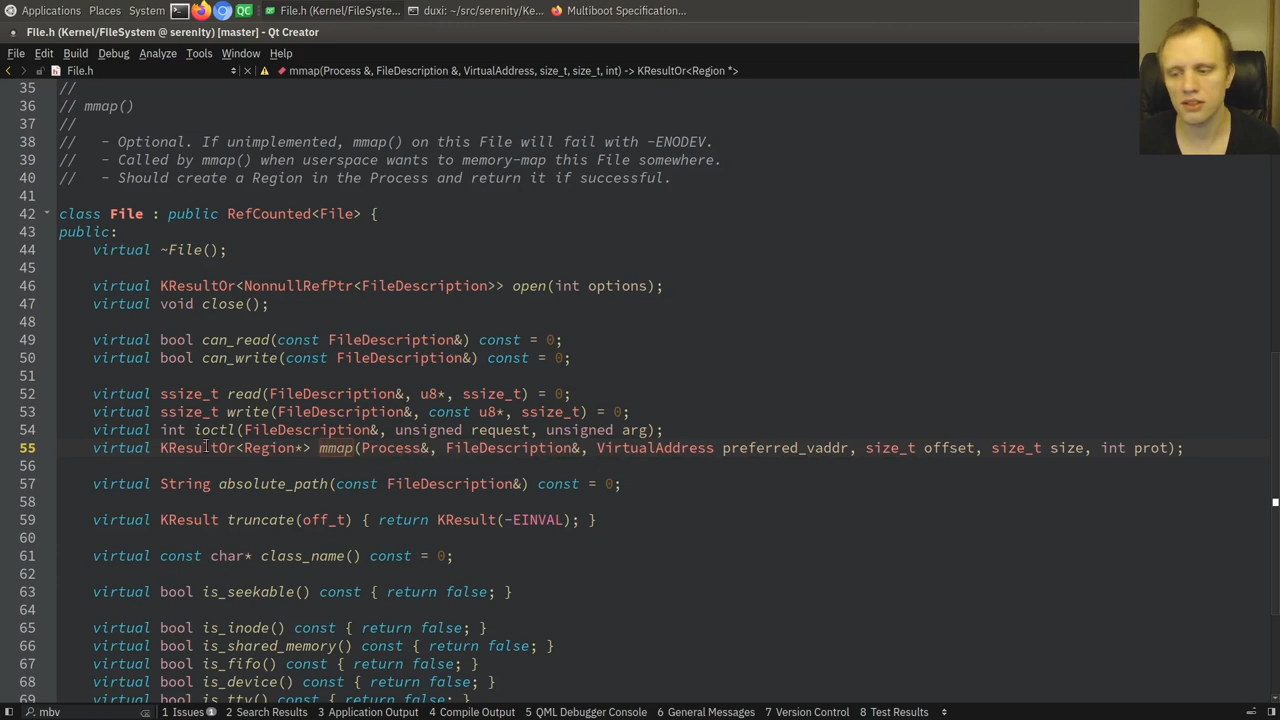 Applications Places System File.h (Kernel/FileSyste... duxi: ~/src/serenity/Ke... Multiboot Specification...
File.h (Kernel/FileSystem @ serenity) [master] - Qt Creator
File Edit Build Debug Analyze Tools Window Help
File.h mmap(Process &, FileDescription &, VirtualAddress, size_t, size_t, int) -> KResultOr<Region *>
35 //
36 // mmap()
37 //
38 // - Optional. If unimplemented, mmap() on this File will fail with -ENODEV.
39 // - Called by mmap() when userspace wants to memory-map this File somewhere.
40 // - Should create a Region in the Process and return it if successful.
41
42 class File : public RefCounted<File> {
43 public:
44 virtual ~File();
45
46 virtual KResultOr<NonnullRefPtr<FileDescription>> open(int options);
47 virtual void close();
48
49 virtual bool can_read(const FileDescription&) const = 0;
50 virtual bool can_write(const FileDescription&) const = 0;
51
52 virtual ssize_t read(FileDescription&, u8*, ssize_t) = 0;
53 virtual ssize_t write(FileDescription&, const u8*, ssize_t) = 0;
54 virtual int ioctl(FileDescription&, unsigned request, unsigned arg);
55 virtual KResultOr<Region*> mmap(Process&, FileDescription&, VirtualAddress preferred_vaddr, size_t offset, size_t size, int prot);
56
57 virtual String absolute_path(const FileDescription&) const = 0;
58
59 virtual KResult truncate(off_t) { return KResult(-EINVAL); }
60
61 virtual const char* class_name() const = 0;
62
63 virtual bool is_seekable() const { return false; }
64
65 virtual bool is_inode() const { return false; }
66 virtual bool is_shared_memory() const { return false; }
67 virtual bool is_fifo() const { return false; }
68 virtual bool is_device() const { return false; }
69 virtual bool is_tty() const { return false; }
mbv 1 Issues 1 2 Search Results 3 Application Output 4 Compile Output 5 QML Debugger Console 6 General Messages 7 Version Control 8 Test Results